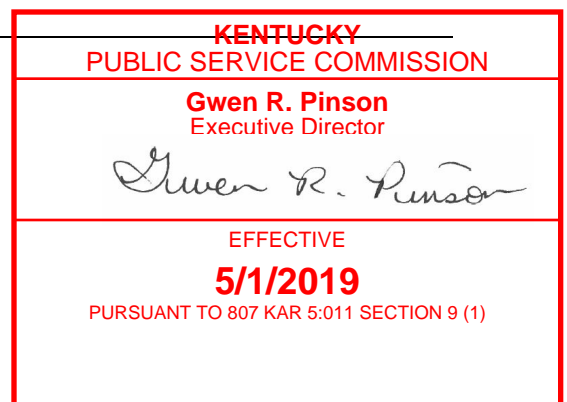 KENTUCKY
PUBLIC SERVICE COMMISSION
Gwen R. Pinson
Executive Director
Gwen R. Pinson
EFFECTIVE
5/1/2019
PURSUANT TO 807 KAR 5:011 SECTION 9 (1)